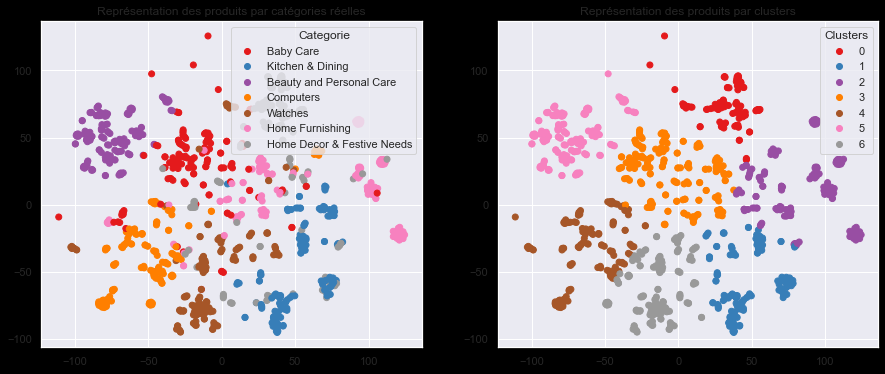 Représentation des produits par catégories réelles
Categorie
Baby Care
Kitchen & Dining
Beauty and Personal Care
Computers
Watches
Home Furnishing
Home Decor & Festive Needs
100
50
0
−50
−100
−100
−50
0
50
100
Représentation des produits par clusters
Clusters
0
1
2
3
4
5
6
100
50
0
−50
−100
−100
−50
0
50
100